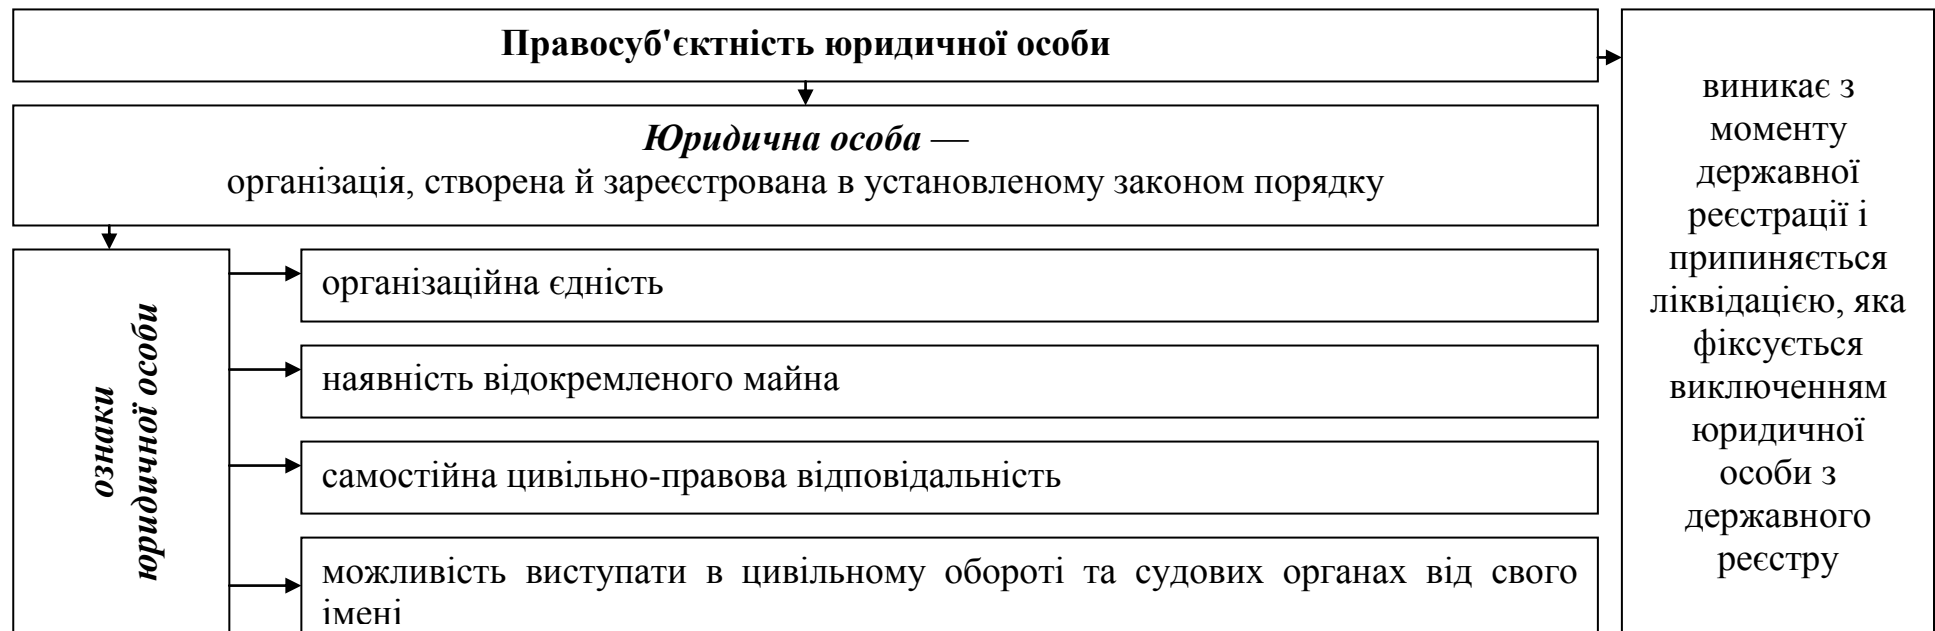 Правосуб'єктність юридичної особи
Юридична особа —
організація, створена й зареєстрована в установленому законом порядку
ознаки
юридичної особи
організаційна єдність
наявність відокремленого майна
самостійна цивільно-правова відповідальність
можливість виступати в цивільному обороті та судових органах від свого
імені
виникає з
моменту
державної
реєстрації і
припиняється
ліквідацією, яка
фіксується
виключенням
юридичної
особи з
державного
реєстру